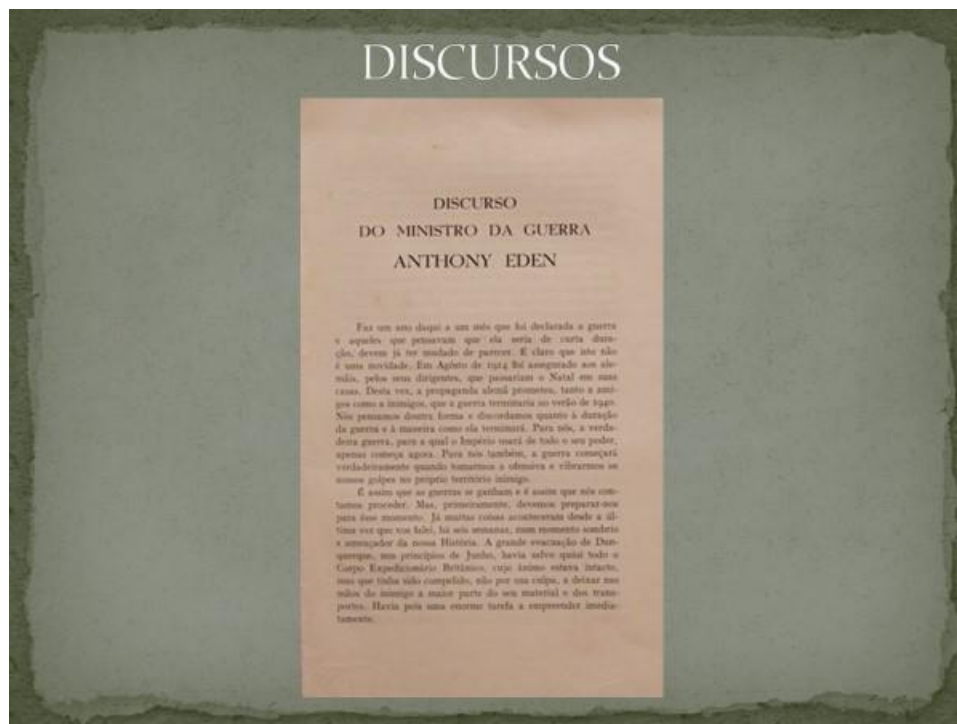 DISCURSOS
DISCURSO
DO MINISTRO DA GUERRA
ANTHONY EDEN
Faz um ano daqui a um mês que foi declarada a guerra
e aqueles que pensavam que ela seria de curta dura-
ção, devem já ter mudado de parecer. É claro que isto não
é uma novidade. Em Agôsto de 1914 foi assegurado aos ale-
mãis, pelos seus dirigentes, que passariam o Natal em suas
casas. Desta vez, a propaganda alemã prometeu, tanto a ami-
gos como a inimigos, que a guerra terminaria no verão de 1940.
Nós pensamos doutra forma e discordamos quanto à duração
da guerra e à maneira como ela terminará. Para nós, a verda-
deira guerra, para a qual o Império usará de todo o seu poder,
apenas começa agora. Para nós também, a guerra começará
verdadeiramente quando tomarmos a ofensiva e vibrarmos os
nossos golpes no próprio território inimigo.
É assim que as guerras se ganham e é assim que nós con-
tamos proceder. Mas, primeiramente, devemos preparar-nos
para êsse momento. Já muitas coisas aconteceram desde a úl-
tima vez que vos falei, há seis semanas, num momento sombrio
e ameaçador da nossa História. A grande evacuação de Dun-
querque, nos princípios de Junho, havia salvo quási todo o
Corpo Expedicionário Britânico, cujo ânimo estava intacto,
mas que tinha sido compelido, não por sua culpa, a deixar nas
mãos do inimigo a maior parte do seu material e dos trans-
portes. Havia pois uma enorme tarefa a empreender imedia-
tamente.